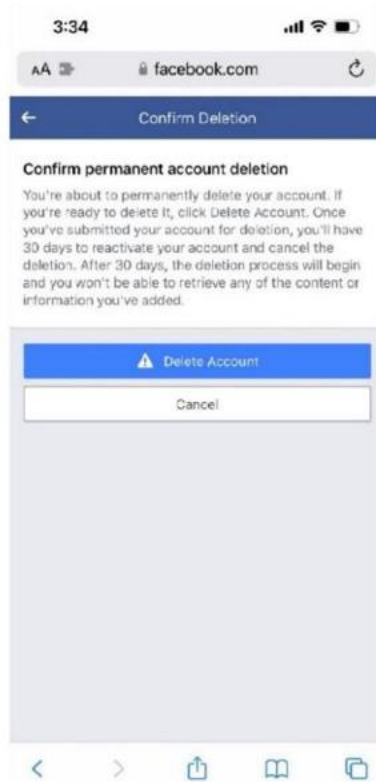 3:34
AA facebook.com
Confirm Deletion
Confirm permanent account deletion
You're about to permanently delete your account. If
you're ready to delete it, click Delete Account. Once
you've submitted your account for deletion, you'll have
30 days to reactivate your account and cancel the
deletion. After 30 days, the deletion process will begin
and you won't be able to retrieve any of the content or
information you've added.
Delete Account
Cancel